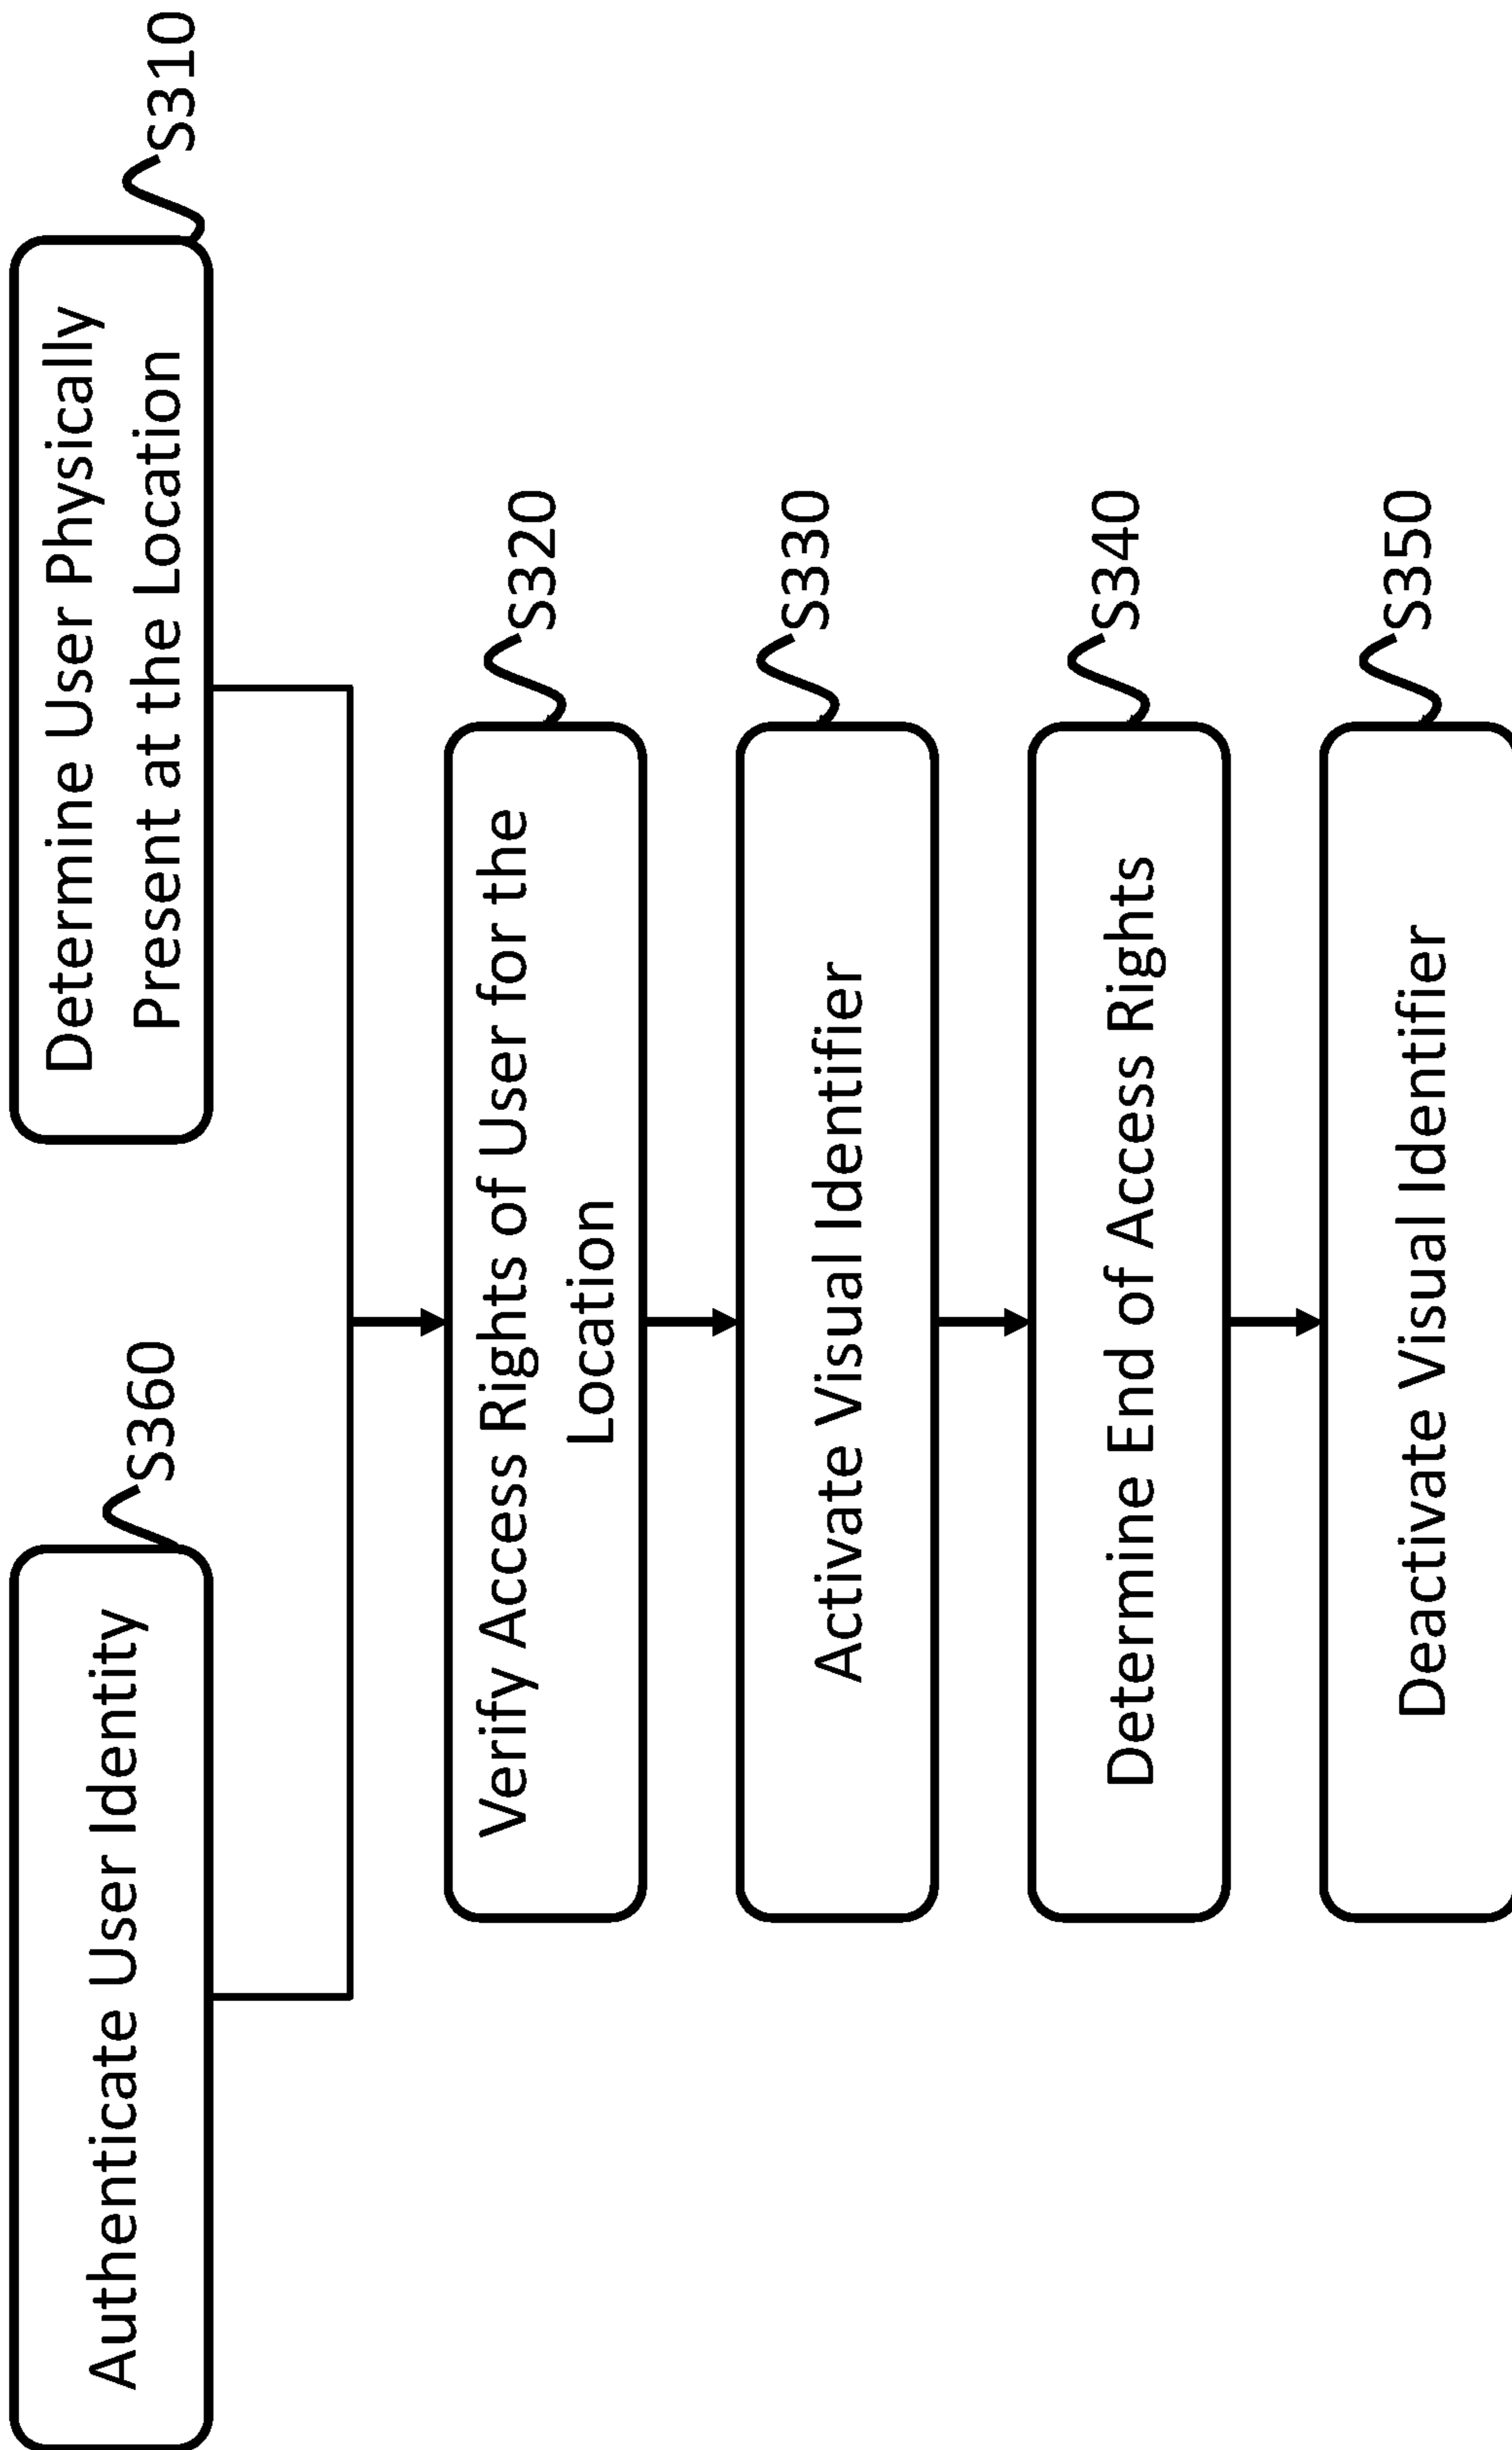 Authenticate User Identity
S360
Determine User Physically
Present at the Location
S310
Verify Access Rights of User for the
Location
S320
Activate Visual Identifier
S330
Determine End of Access Rights
S340
Deactivate Visual Identifier
S350